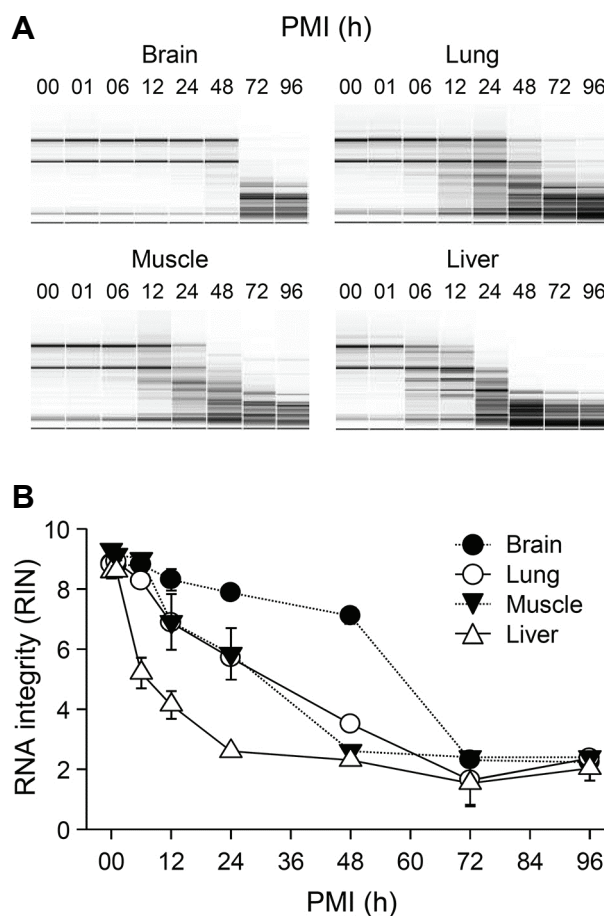 A
PMI (h)
Brain
Lung
00 01 06 12 24 48 72 96
00 01 06 12 24 48 72 96
Muscle
Liver
00 01 06 12 24 48 72 96
00 01 06 12 24 48 72 96
B
10
8
6
4
2
0
RNA integrity (RIN)
Brain
Lung
Muscle
Liver
00 12 24 36 48 60 72 84 96
PMI (h)